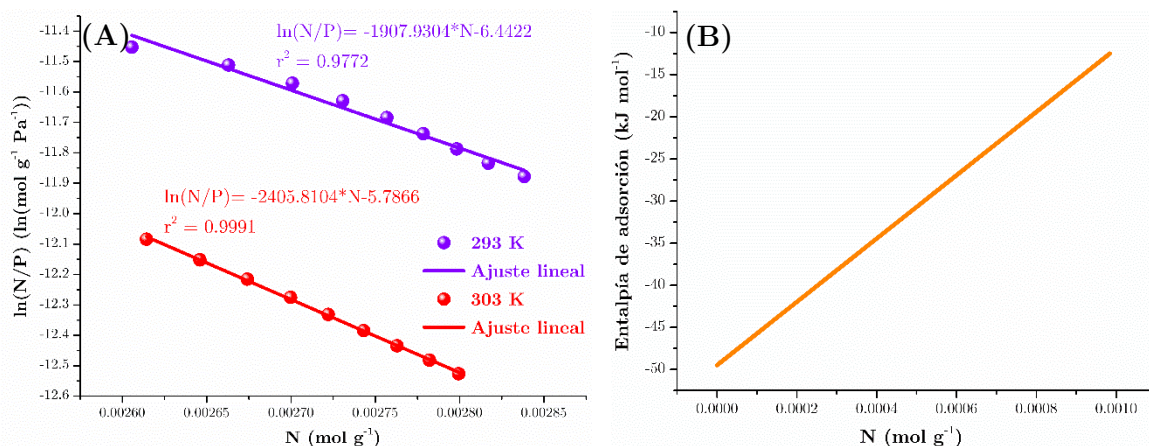 (A)
ln(N/P)= -1907.9304*N-6.4422
r² = 0.9772
ln(N/P)= -2405.8104*N-5.7866
r² = 0.9991
293 K
Ajuste lineal
303 K
Ajuste lineal
ln(N/P) (ln(mol g⁻¹ Pa⁻¹))
-11.4
-11.5
-11.6
-11.7
-11.8
-11.9
-12.0
-12.1
-12.2
-12.3
-12.4
-12.5
-12.6
0.00260 0.00265 0.00270 0.00275 0.00280 0.00285
N (mol g⁻¹)
(B)
Entalpía de adsorción (kJ mol⁻¹)
-10
-15
-20
-25
-30
-35
-40
-45
-50
0.0000 0.0002 0.0004 0.0006 0.0008 0.0010
N (mol g⁻¹)